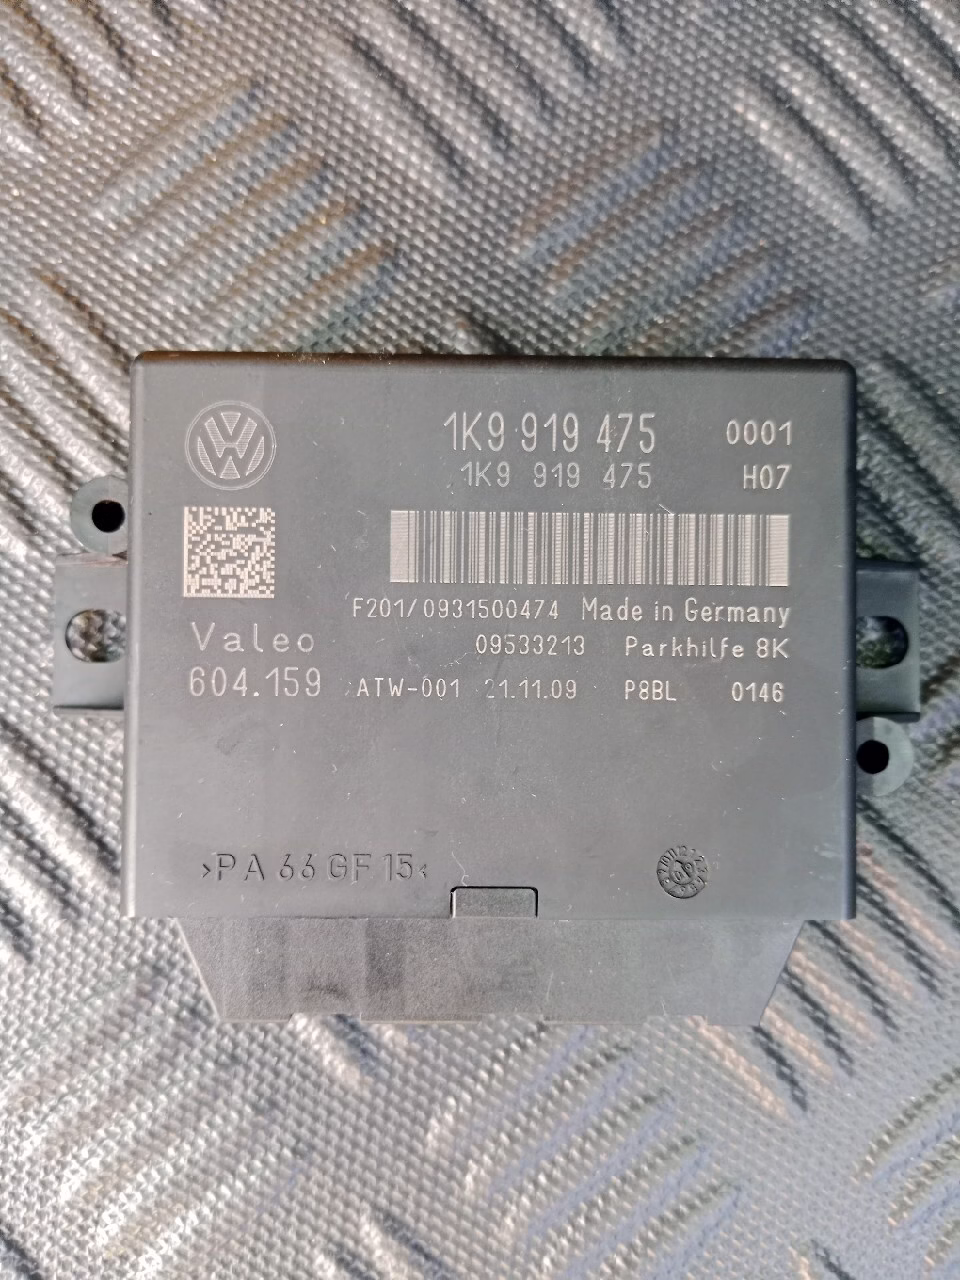 1K9 919 475 0001
1K9 919 475 H07
F201/0931500474 Made in Germany
Valeo 09533213 Parkhilfe 8K
604.159 ATW-001 21.11.09 P8BL 0146
>PA 66 GF 15<